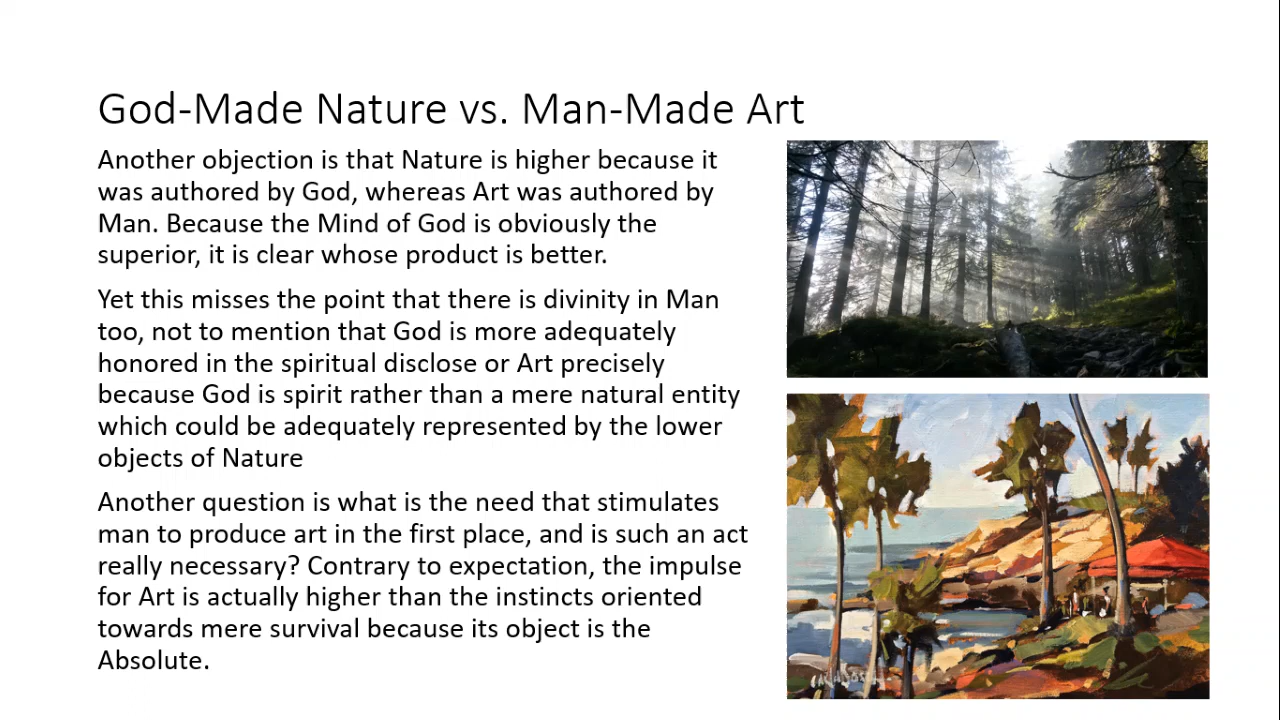 God-Made Nature vs. Man-Made Art
Another objection is that Nature is higher because it
was authored by God, whereas Art was authored by
Man. Because the Mind of God is obviously the
superior, it is clear whose product is better.
Yet this misses the point that there is divinity in Man
too, not to mention that God is more adequately
honored in the spiritual disclose or Art precisely
because God is spirit rather than a mere natural entity
which could be adequately represented by the lower
objects of Nature
Another question is what is the need that stimulates
man to produce art in the first place, and is such an act
really necessary? Contrary to expectation, the impulse
for Art is actually higher than the instincts oriented
towards mere survival because its object is the
Absolute.